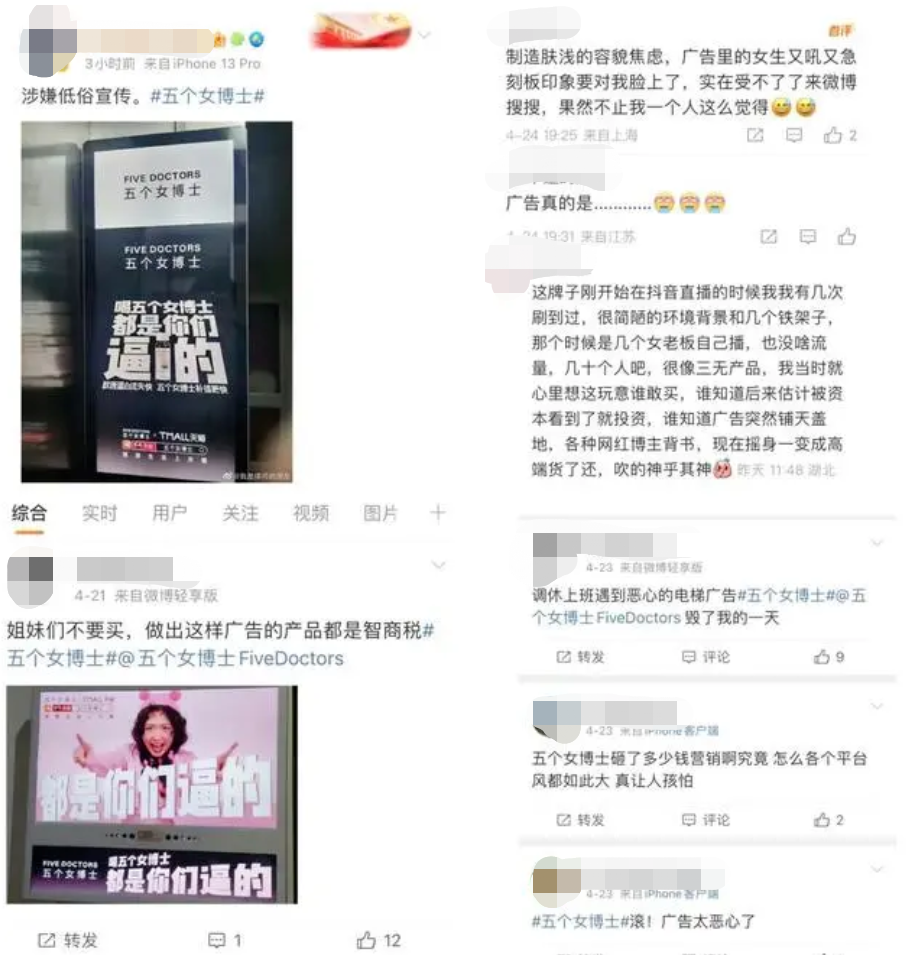 3小时前 来自iPhone 13 Pro
涉嫌低俗宣传。#五个女博士#
FIVE DOCTORS
五个女博士
FIVE DOCTORS
五个女博士
喝五个女博士
都是你们
逼的
五个女博士补得更快
TMALL天猫
综合 实时 用户 关注 视频 图片
4-21 来自微博轻享版
姐妹们不要买，做出这样广告的产品都是智商税#
五个女博士#@五个女博士FiveDoctors
都是你们逼的
FIVE DOCTORS
五个女博士
喝五个女博士
都是你们逼的
转发 1 12
首评
制造肤浅的容貌焦虑，广告里的女生又吼又急
刻板印象要对我脸上了，实在受不了了来微博
搜搜，果然不止我一个人这么觉得😅😅
4-24 19:25 来自上海 2
广告真的是…………
4-24 19:31 来自江苏
这牌子刚开始在抖音直播的时候我我有几次
刷到过，很简陋的环境背景和几个铁架子，
那个时候是几个女老板自己播，也没啥流
量，几十个人吧，很像三无产品，我当时就
心里想这玩意谁敢买，谁知道后来估计被资
本看到了就投资，谁知道广告突然铺天盖
地，各种网红博主背书，现在摇身一变成高
端货了还，吹的神乎其神 昨天 11:48 湖北
4-23 来自微博轻享版
调休上班遇到恶心的电梯广告#五个女博士#@五
个女博士FiveDoctors 毁了我的一天
转发 评论 9
4-23 来自iPhone客户端
五个女博士砸了多少钱营销啊究竟 怎么各个平台
风都如此大 真让人孩怕
转发 评论 2
4-23 来自iPhone客户端
#五个女博士#滚！广告太恶心了